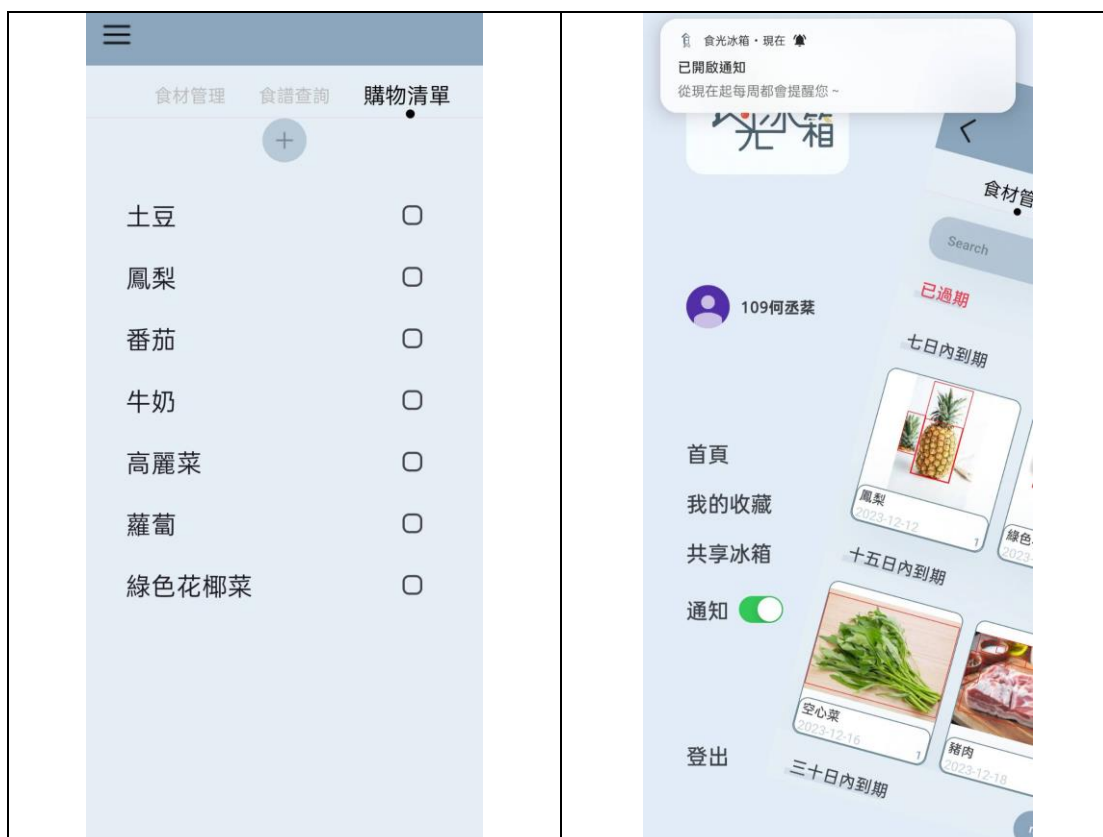 食材管理 食譜查詢 購物清單
+
土豆
鳳梨
番茄
牛奶
高麗菜
蘿蔔
綠色花椰菜
食光冰箱・現在
已開啟通知
從現在起每周都會提醒您~
光冰箱
109何丞棻
首頁
我的收藏
共享冰箱
通知
登出
食材管
Search
已過期
七日內到期
鳳梨
2023-12-12
1
綠色
2023-
十五日內到期
空心菜
2023-12-16
1
豬肉
2023-12-18
三十日內到期